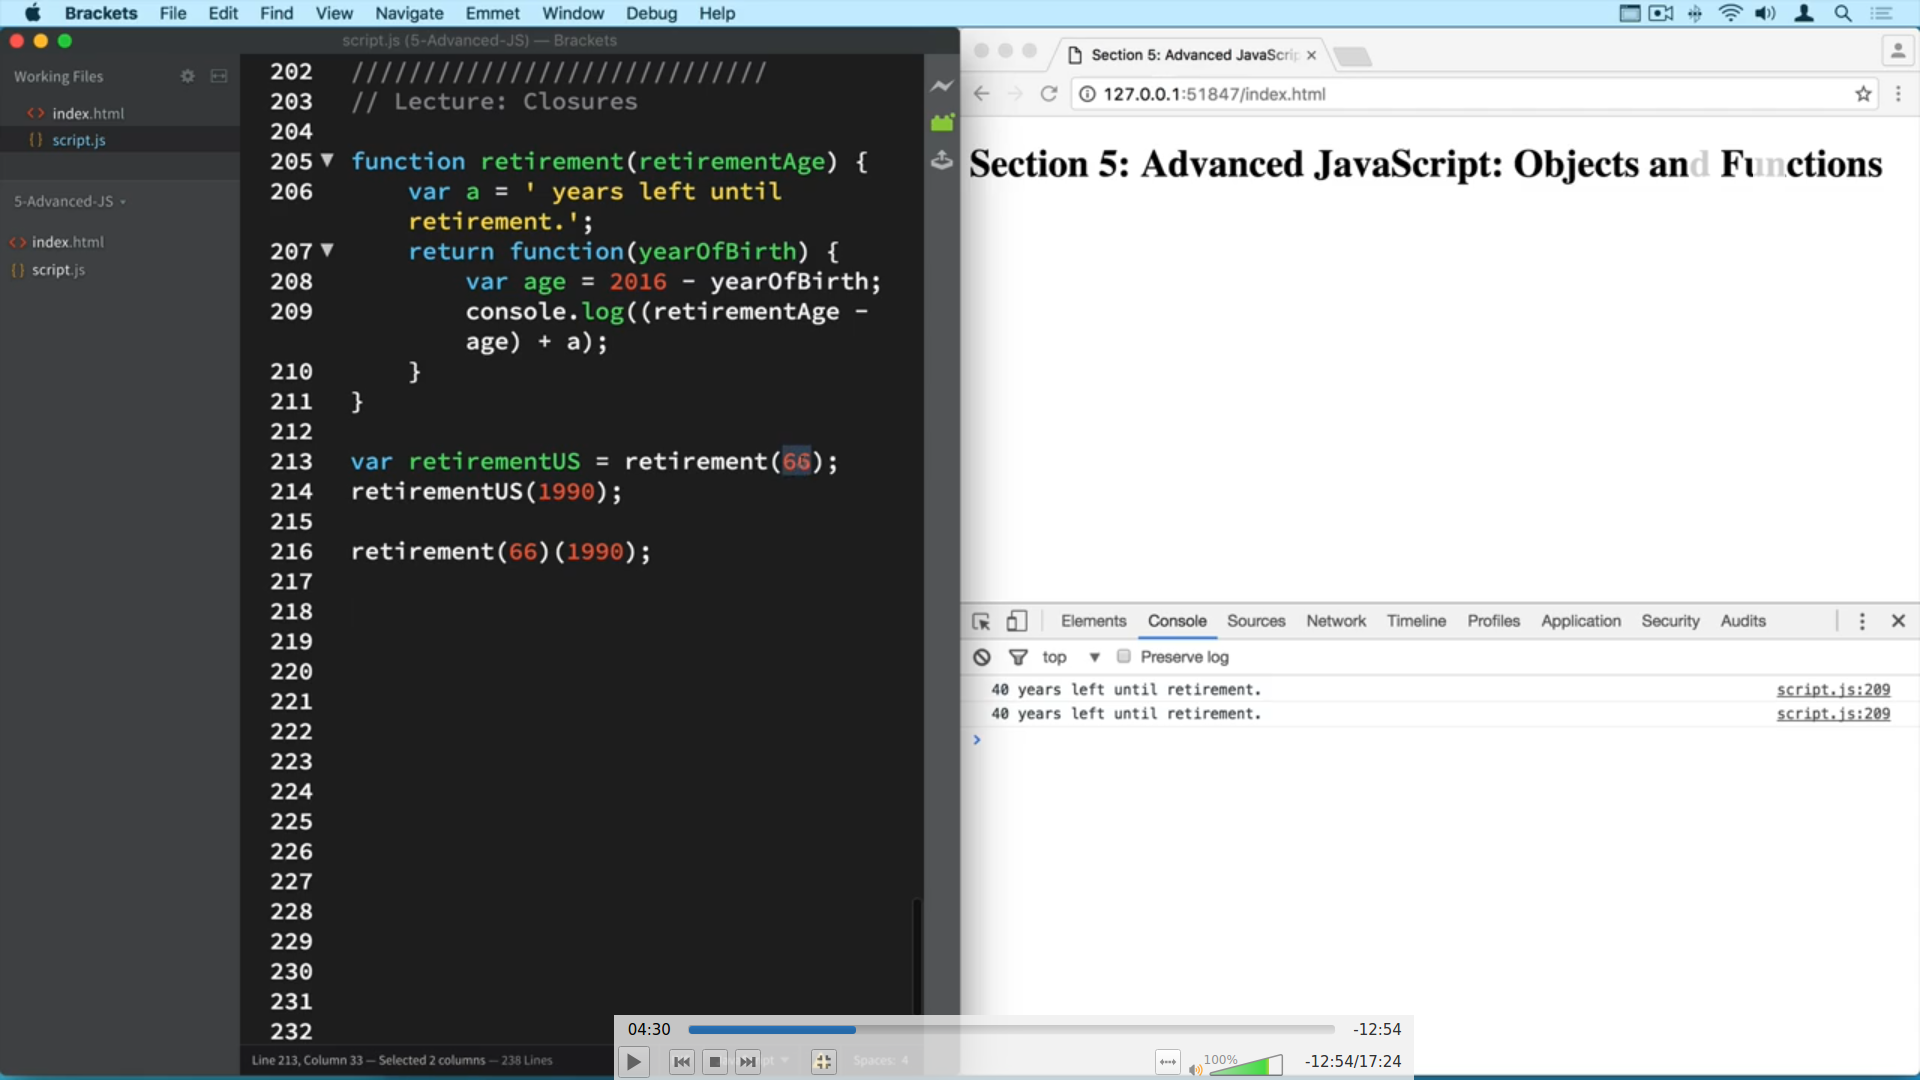 Brackets File Edit Find View Navigate Emmet Window Debug Help
script.js (5-Advanced-JS) — Brackets
Working Files
index.html
script.js
5-Advanced-JS
index.html
script.js
202 /////////////////////////////
203 // Lecture: Closures
204
205 function retirement(retirementAge) {
206 var a = ' years left until
retirement.';
207 return function(yearOfBirth) {
208 var age = 2016 - yearOfBirth;
209 console.log((retirementAge -
age) + a);
210 }
211 }
212
213 var retirementUS = retirement(66);
214 retirementUS(1990);
215
216 retirement(66)(1990);
217
218
219
220
221
222
223
224
225
226
227
228
229
230
231
232
Line 213, Column 33 — Selected 2 columns — 238 Lines
Spaces: 4
Section 5: Advanced JavaScrip
127.0.0.1:51847/index.html
Section 5: Advanced JavaScript: Objects and Functions
Elements Console Sources Network Timeline Profiles Application Security Audits
top Preserve log
40 years left until retirement. script.js:209
40 years left until retirement. script.js:209
04:30 -12:54
100% -12:54/17:24